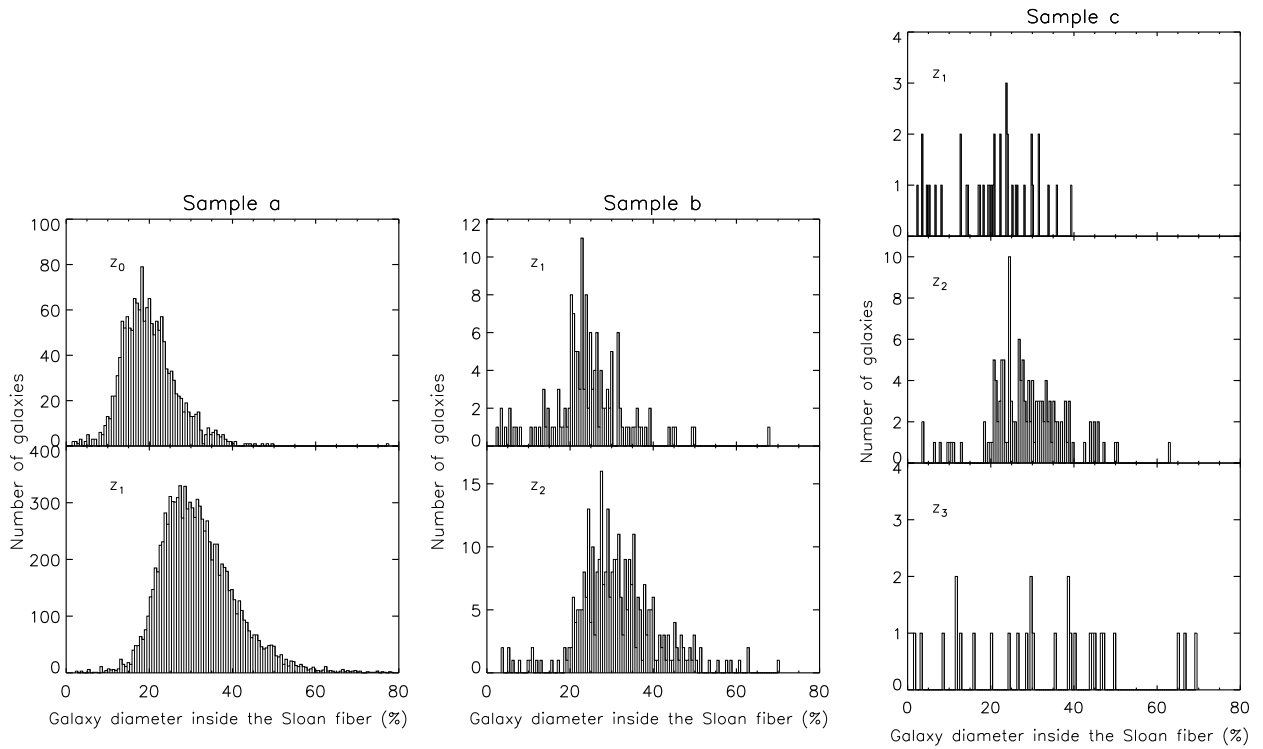 Sample a
100
80
60
40
20
0
z0
400
300
200
100
0
z1
0 20 40 60 80
Number of galaxies
Galaxy diameter inside the Sloan fiber (%)
Sample b
12
10
8
6
4
2
0
z1
15
10
5
0
z2
0 20 40 60 80
Number of galaxies
Galaxy diameter inside the Sloan fiber (%)
Sample c
4
3
2
1
0
z1
10
8
6
4
2
0
z2
4
3
2
1
0
z3
0 20 40 60 80
Number of galaxies
Galaxy diameter inside the Sloan fiber (%)